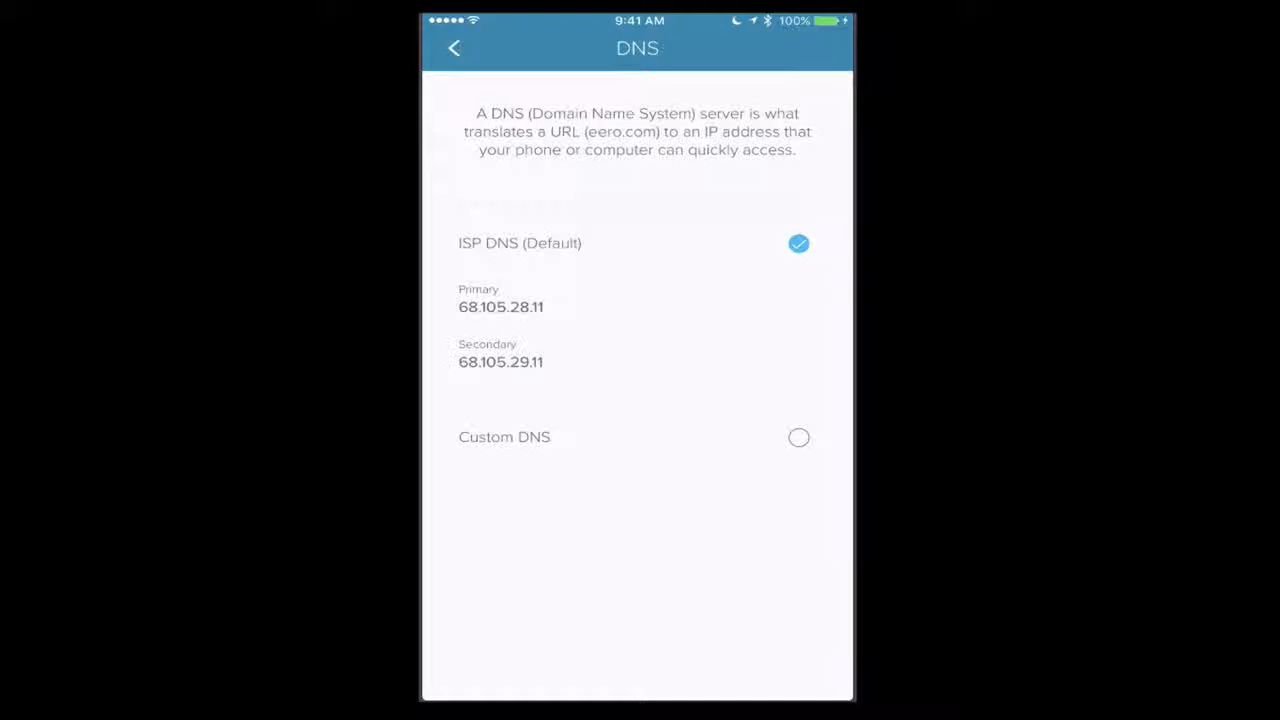 9:41 AM
100%
DNS
A DNS (Domain Name System) server is what
translates a URL (eero.com) to an IP address that
your phone or computer can quickly access.
ISP DNS (Default)
Primary
68.105.28.11
Secondary
68.105.29.11
Custom DNS